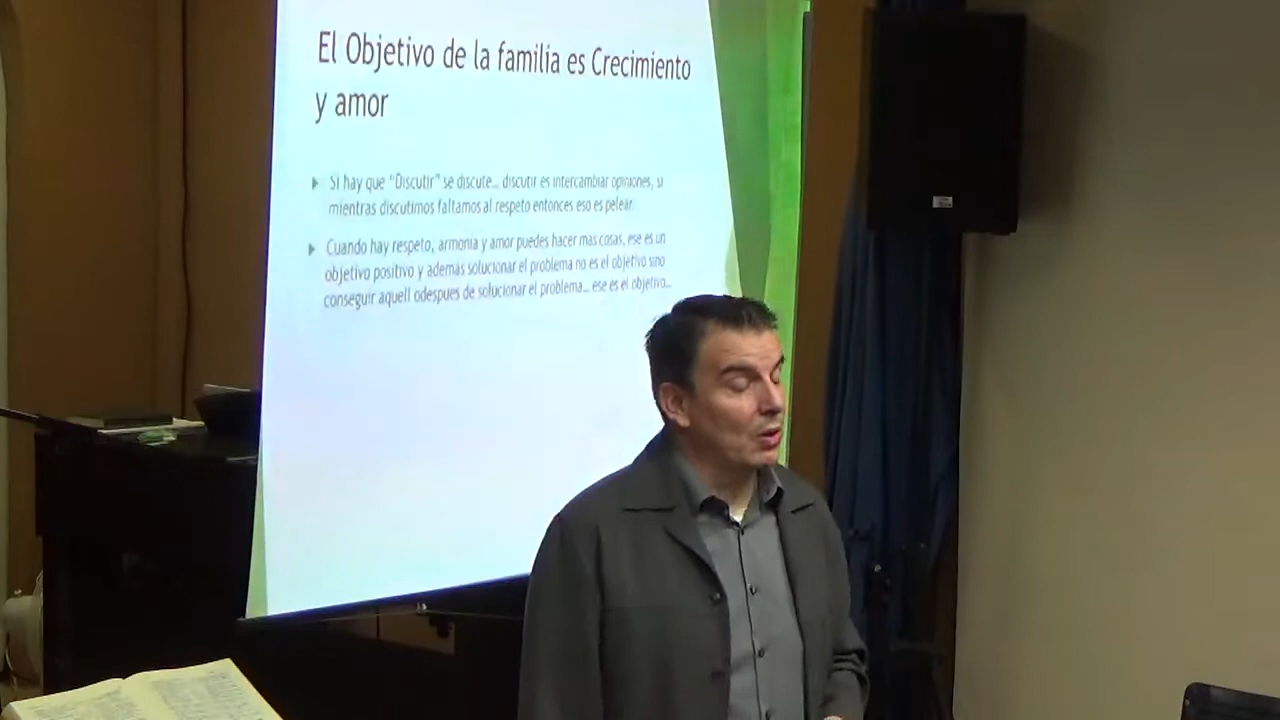 El Objetivo de la familia es Crecimiento
y amor
Si hay que "Discutir" se discute... discutir es intercambiar opiniones, si
mientras discutimos faltamos al respeto entonces eso es pelear.
Cuando hay respeto, armonia y amor puedes hacer mas cosas, ese es un
objetivo positivo y además solucionar el problema no es el objetivo sino
conseguir aquell odespues de solucionar el problema... ese es el objetivo...